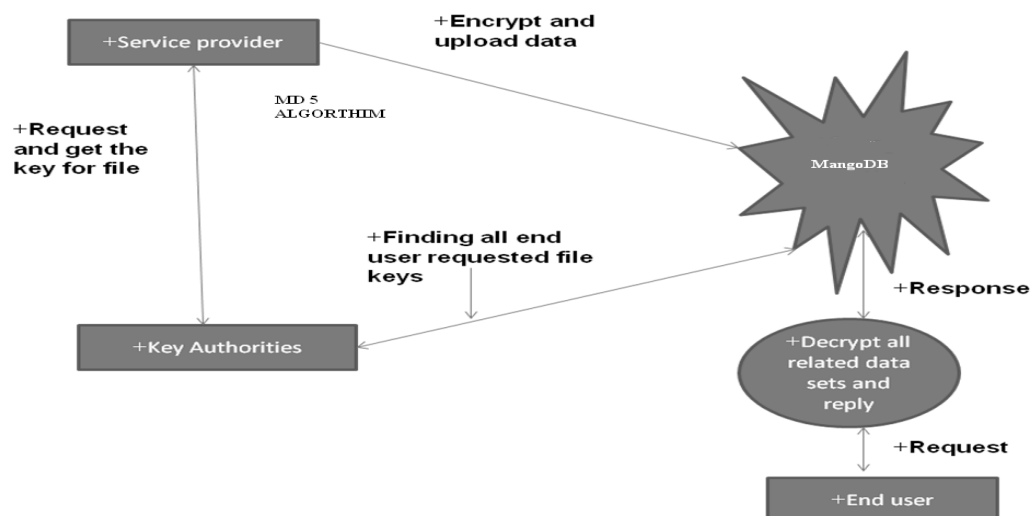 +Service provider
+Encrypt and
upload data
MD 5
ALGORTHIM
+Request
and get the
key for file
MangoDB
+Finding all end
user requested file
keys
+Response
+Key Authorities
+Decrypt all
related data
sets and
reply
+Request
+End user